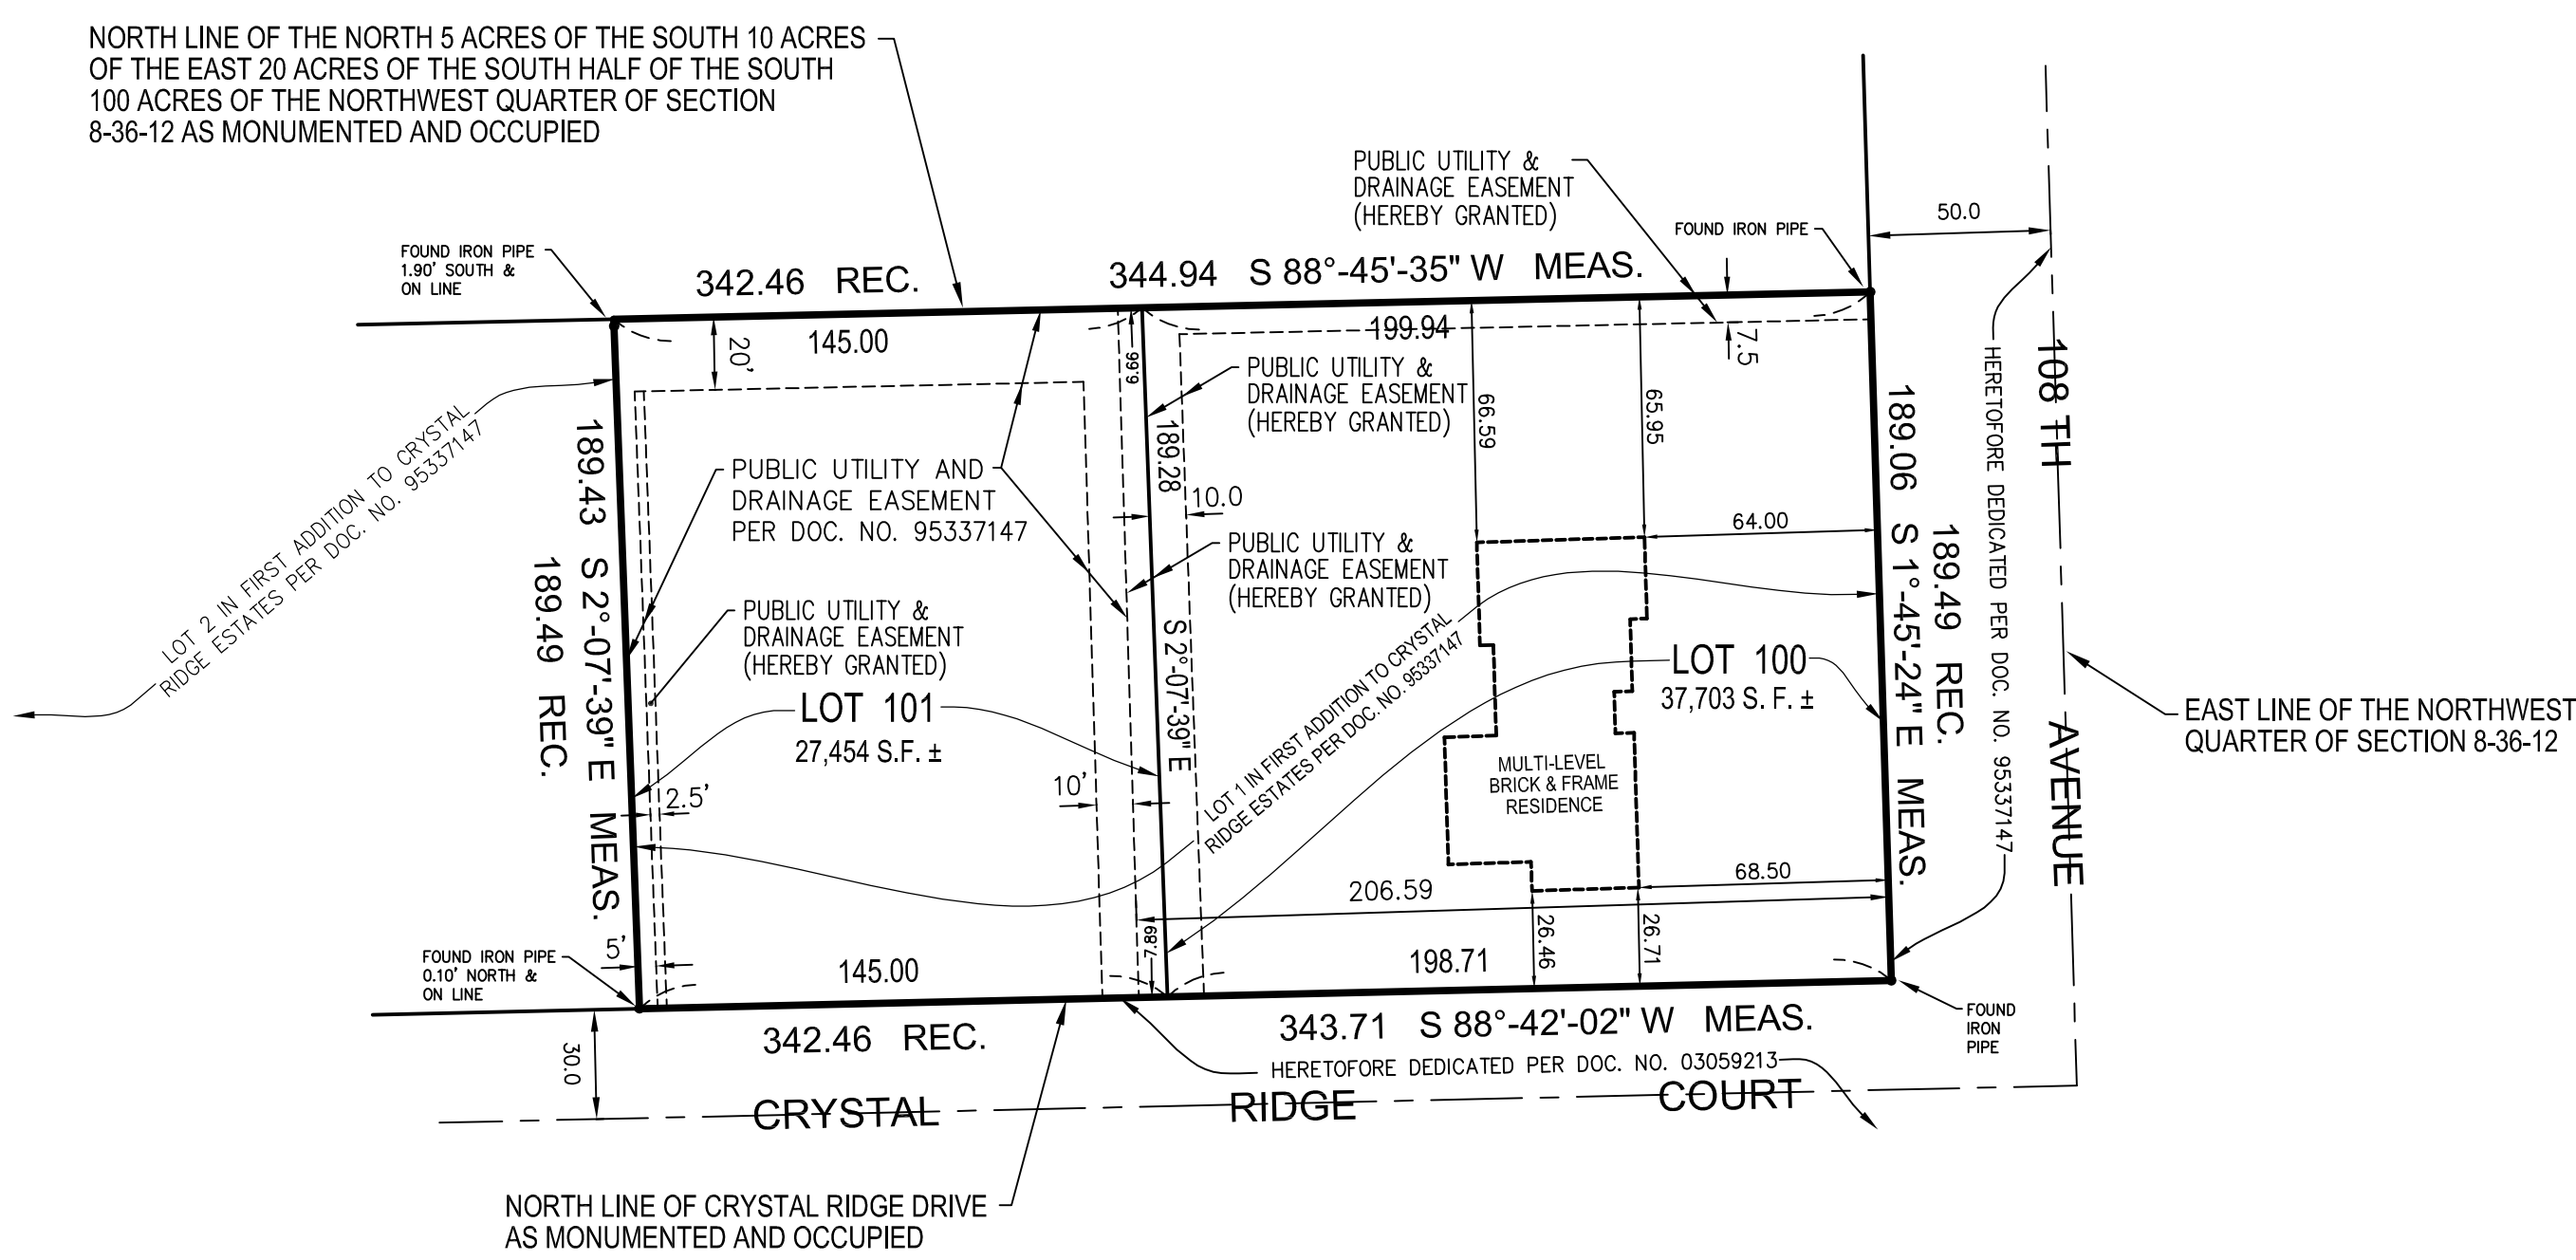 NORTH LINE OF THE NORTH 5 ACRES OF THE SOUTH 10 ACRES
OF THE EAST 20 ACRES OF THE SOUTH HALF OF THE SOUTH
100 ACRES OF THE NORTHWEST QUARTER OF SECTION
8-36-12 AS MONUMENTED AND OCCUPIED
PUBLIC UTILITY &
DRAINAGE EASEMENT
(HEREBY GRANTED)
FOUND IRON PIPE
50.0
FOUND IRON PIPE
1.90' SOUTH &
ON LINE
342.46 REC.
344.94 S 88°-45'-35" W MEAS.
145.00
20'
6.66
199.94
7.5
PUBLIC UTILITY &
DRAINAGE EASEMENT
(HEREBY GRANTED)
66.59
65.95
189.28
10.0
64.00
PUBLIC UTILITY AND
DRAINAGE EASEMENT
PER DOC. NO. 95337147
PUBLIC UTILITY &
DRAINAGE EASEMENT
(HEREBY GRANTED)
LOT 2 IN FIRST ADDITION TO CRYSTAL
RIDGE ESTATES PER DOC. NO. 95337147
189.43 S 2°-07'-39" E MEAS.
189.49 REC.
PUBLIC UTILITY &
DRAINAGE EASEMENT
(HEREBY GRANTED)
LOT 101
27,454 S.F. ±
S 2°-07'-39" E
LOT 1 IN FIRST ADDITION TO CRYSTAL
RIDGE ESTATES PER DOC. NO. 95337147
LOT 100
37,703 S. F. ±
MULTI-LEVEL
BRICK & FRAME
RESIDENCE
189.06 S 1°-45'-24" E MEAS.
189.49 REC.
HERETOFORE DEDICATED PER DOC. NO. 95337147
108 TH AVENUE
EAST LINE OF THE NORTHWEST
QUARTER OF SECTION 8-36-12
2.5'
10'
68.50
206.59
5'
7.89
26.46
26.71
FOUND IRON PIPE
0.10' NORTH &
ON LINE
145.00
198.71
FOUND
IRON
PIPE
30.0
342.46 REC.
343.71 S 88°-42'-02" W MEAS.
HERETOFORE DEDICATED PER DOC. NO. 03059213
CRYSTAL RIDGE COURT
NORTH LINE OF CRYSTAL RIDGE DRIVE
AS MONUMENTED AND OCCUPIED